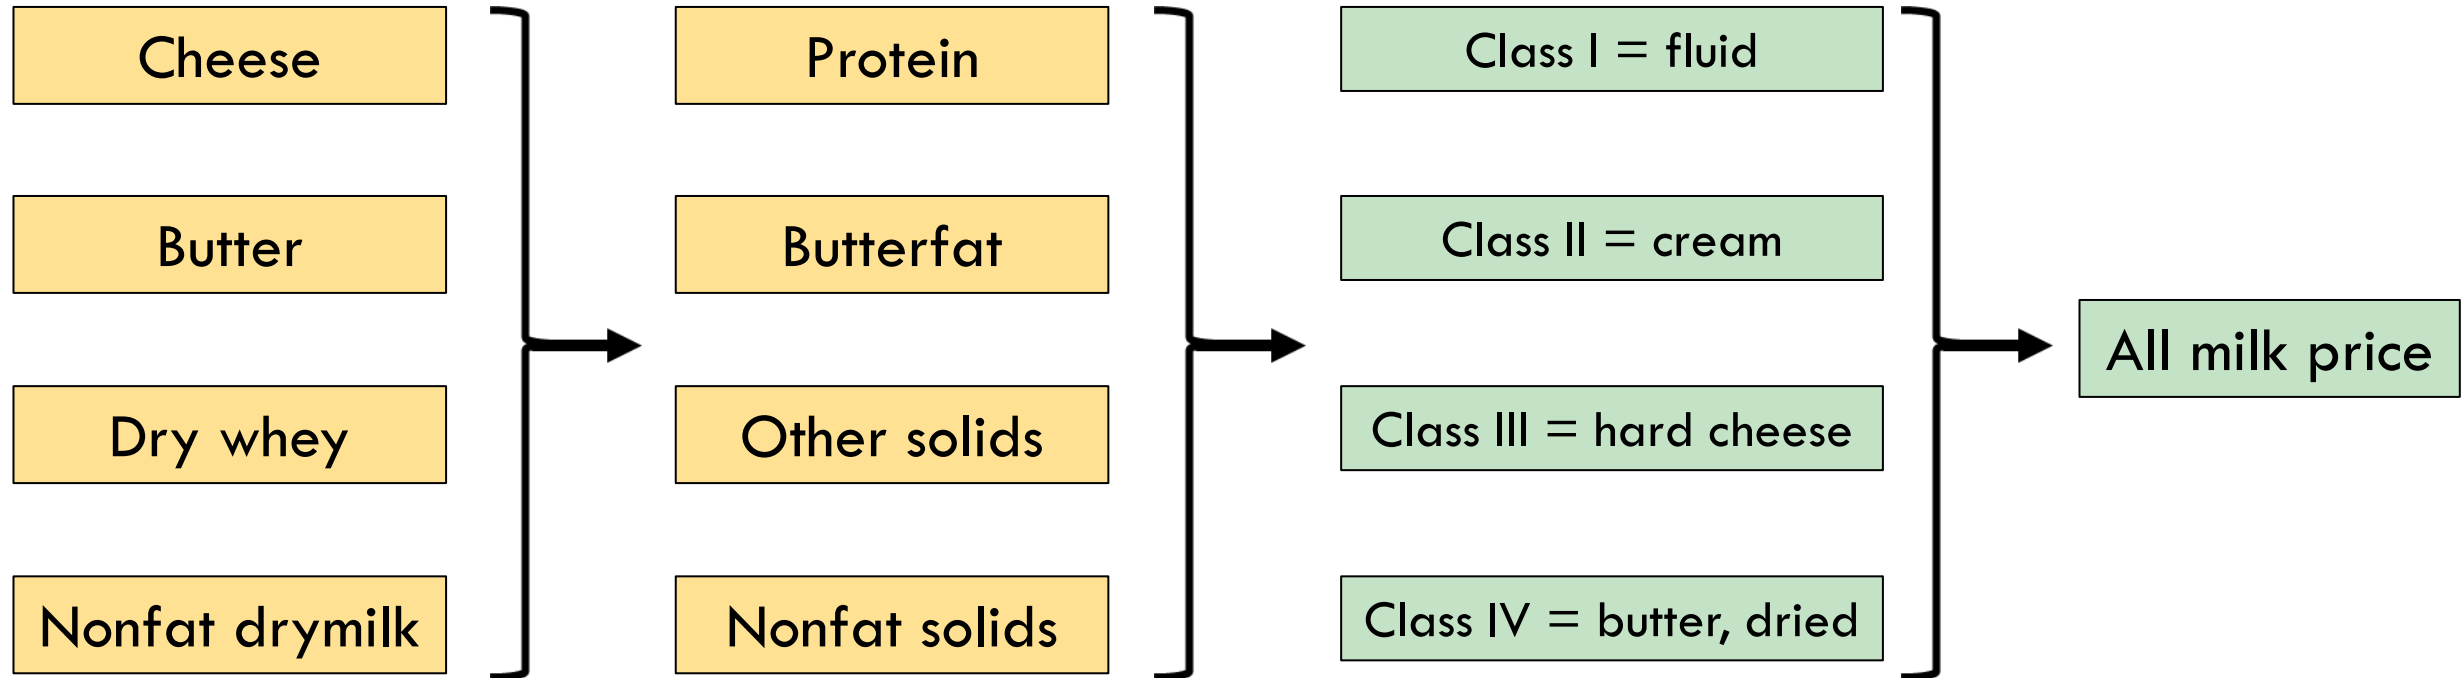 Cheese
Butter
Dry whey
Nonfat drymilk
Protein
Butterfat
Other solids
Nonfat solids
Class I = fluid
Class II = cream
Class III = hard cheese
Class IV = butter, dried
All milk price